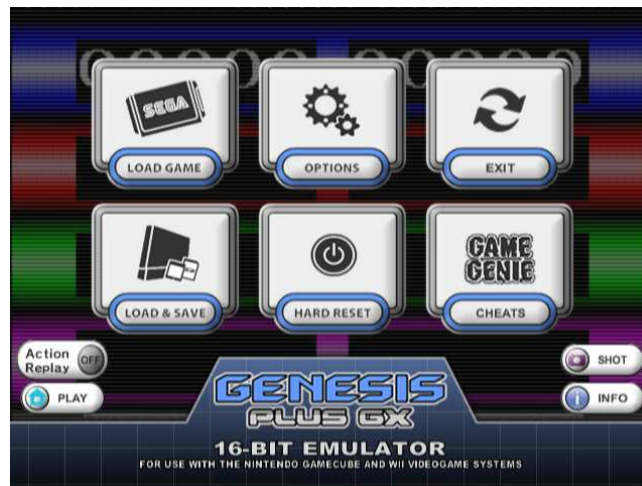 SEGA
LOAD GAME
OPTIONS
EXIT
LOAD & SAVE
HARD RESET
GAME
GENIE
CHEATS
Action
Replay
OFF
PLAY
SHOT
INFO
GENESIS
PLUS GX
16-BIT EMULATOR
FOR USE WITH THE NINTENDO GAMECUBE AND WII VIDEOGAME SYSTEMS